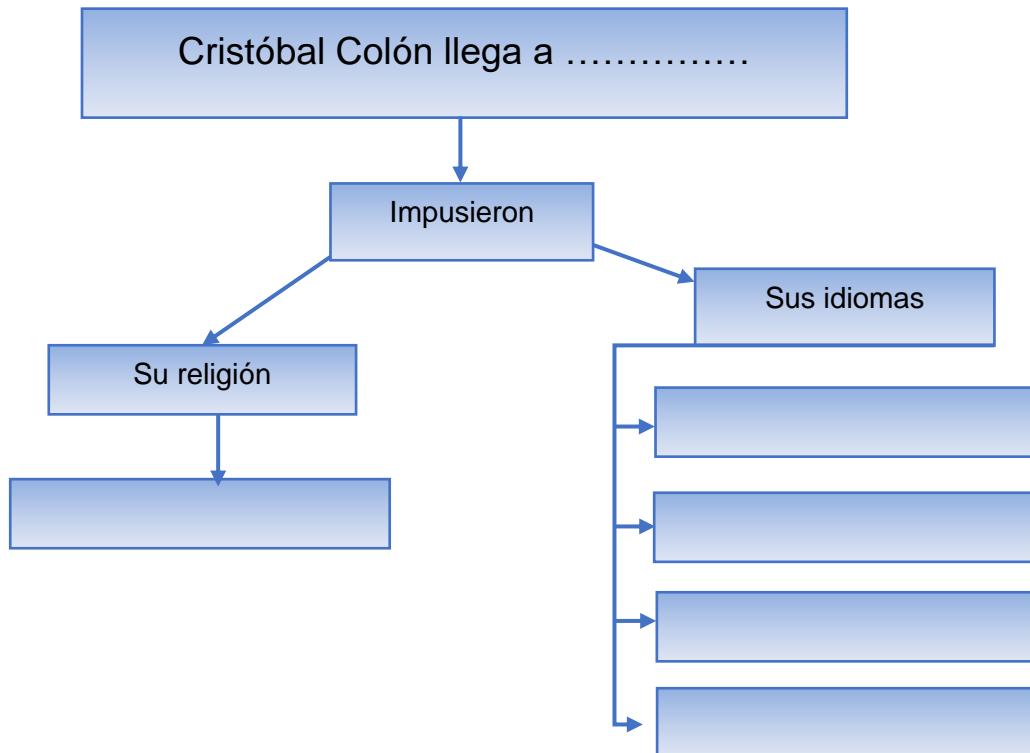 Cristóbal Colón llega a ……………
Impusieron
Sus idiomas
Su religión